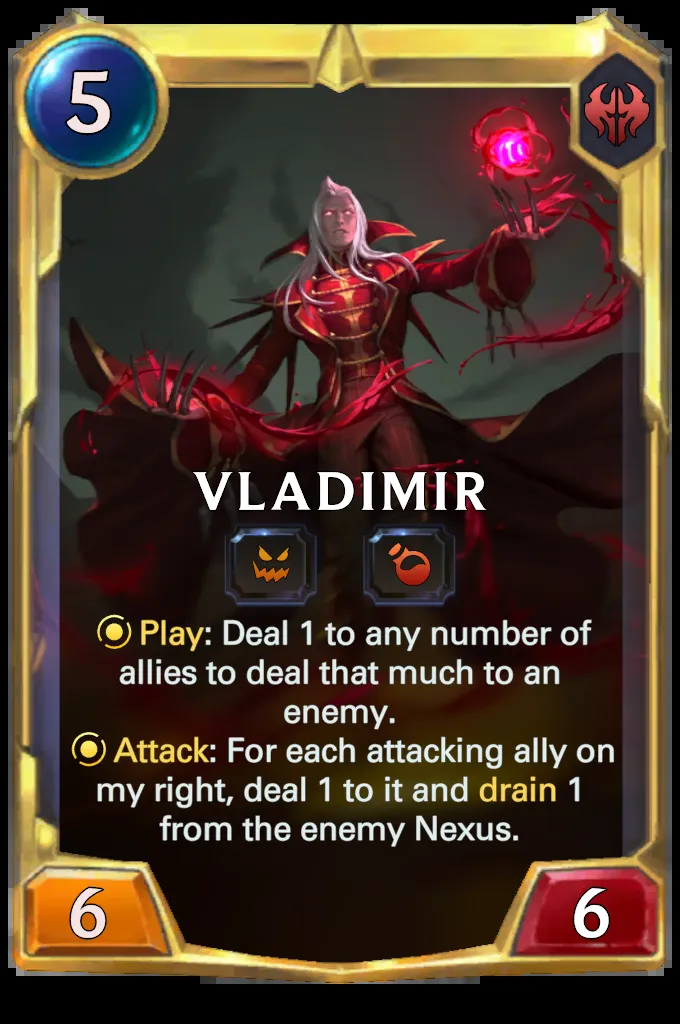 5
VLADIMIR
Play: Deal 1 to any number of
allies to deal that much to an
enemy.
Attack: For each attacking ally on
my right, deal 1 to it and drain 1
from the enemy Nexus.
6
6